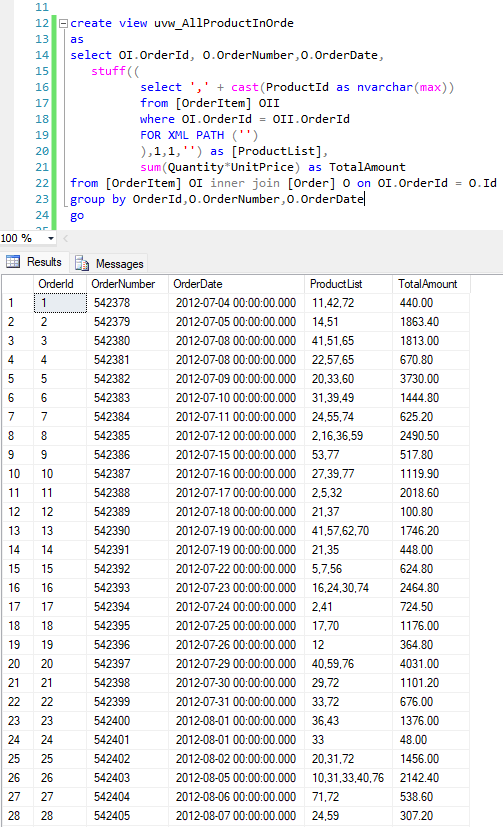 11
12 create view uvw_AllProductInOrde
13 as
14 select OI.OrderId, O.OrderNumber,O.OrderDate,
15 stuff((
16 select ',' + cast(ProductId as nvarchar(max))
17 from [OrderItem] OII
18 where OI.OrderId = OII.OrderId
19 FOR XML PATH ('')
20 ),1,1,'') as [ProductList],
21 sum(Quantity*UnitPrice) as TotalAmount
22 from [OrderItem] OI inner join [Order] O on OI.OrderId = O.Id
23 group by OrderId,O.OrderNumber,O.OrderDate
24 go
100 %
Results Messages
OrderId OrderNumber OrderDate ProductList TotalAmount
1 1 542378 2012-07-04 00:00:00.000 11,42,72 440.00
2 2 542379 2012-07-05 00:00:00.000 14,51 1863.40
3 3 542380 2012-07-08 00:00:00.000 41,51,65 1813.00
4 4 542381 2012-07-08 00:00:00.000 22,57,65 670.80
5 5 542382 2012-07-09 00:00:00.000 20,33,60 3730.00
6 6 542383 2012-07-10 00:00:00.000 31,39,49 1444.80
7 7 542384 2012-07-11 00:00:00.000 24,55,74 625.20
8 8 542385 2012-07-12 00:00:00.000 2,16,36,59 2490.50
9 9 542386 2012-07-15 00:00:00.000 53,77 517.80
10 10 542387 2012-07-16 00:00:00.000 27,39,77 1119.90
11 11 542388 2012-07-17 00:00:00.000 2,5,32 2018.60
12 12 542389 2012-07-18 00:00:00.000 21,37 100.80
13 13 542390 2012-07-19 00:00:00.000 41,57,62,70 1746.20
14 14 542391 2012-07-19 00:00:00.000 21,35 448.00
15 15 542392 2012-07-22 00:00:00.000 5,7,56 624.80
16 16 542393 2012-07-23 00:00:00.000 16,24,30,74 2464.80
17 17 542394 2012-07-24 00:00:00.000 2,41 724.50
18 18 542395 2012-07-25 00:00:00.000 17,70 1176.00
19 19 542396 2012-07-26 00:00:00.000 12 364.80
20 20 542397 2012-07-29 00:00:00.000 40,59,76 4031.00
21 21 542398 2012-07-30 00:00:00.000 29,72 1101.20
22 22 542399 2012-07-31 00:00:00.000 33,72 676.00
23 23 542400 2012-08-01 00:00:00.000 36,43 1376.00
24 24 542401 2012-08-01 00:00:00.000 33 48.00
25 25 542402 2012-08-02 00:00:00.000 20,31,72 1456.00
26 26 542403 2012-08-05 00:00:00.000 10,31,33,40,76 2142.40
27 27 542404 2012-08-06 00:00:00.000 71,72 538.60
28 28 542405 2012-08-07 00:00:00.000 24,59 307.20